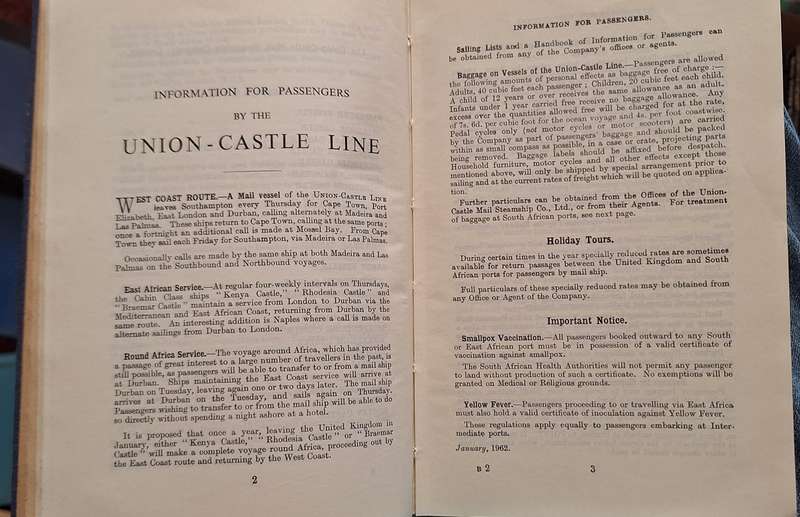 INFORMATION FOR PASSENGERS
BY THE
UNION-CASTLE LINE
WEST COAST ROUTE.—A Mail vessel of the UNION-CASTLE LINE
leaves Southampton every Thursday for Cape Town, Port
Elizabeth, East London and Durban, calling alternately at Madeira and
Las Palmas. These ships return to Cape Town, calling at the same ports;
once a fortnight an additional call is made at Mossel Bay. From Cape
Town they sail each Friday for Southampton, via Madeira or Las Palmas.
Occasionally calls are made by the same ship at both Madeira and Las
Palmas on the Southbound and Northbound voyages.
East African Service.—At regular four-weekly intervals on Thursdays,
the Cabin Class ships "Kenya Castle," "Rhodesia Castle" and
"Braemar Castle" maintain a service from London to Durban via the
Mediterranean and East African Coast, returning from Durban by the
same route. An interesting addition is Naples where a call is made on
alternate sailings from Durban to London.
Round Africa Service.—The voyage around Africa, which has provided
a passage of great interest to a large number of travellers in the past, is
still possible, as passengers will be able to transfer to or from a mail ship
at Durban. Ships maintaining the East Coast service will arrive at
Durban on Tuesday, leaving again one or two days later. The mail ship
arrives at Durban on the Tuesday, and sails again on Thursday.
Passengers wishing to transfer to or from the mail ship will be able to do
so directly without spending a night ashore at a hotel.
It is proposed that once a year, leaving the United Kingdom in
January, either "Kenya Castle," "Rhodesia Castle" or "Braemar
Castle" will make a complete voyage round Africa, proceeding out by
the East Coast route and returning by the West Coast.
2
INFORMATION FOR PASSENGERS.
Sailing Lists and a Handbook of Information for Passengers can
be obtained from any of the Company's offices or agents.
Baggage on Vessels of the Union-Castle Line.—Passengers are allowed
the following amounts of personal effects as baggage free of charge:—
Adults, 40 cubic feet each passenger; Children, 20 cubic feet each child.
A child of 12 years or over receives the same allowance as an adult.
Infants under 1 year carried free receive no baggage allowance. Any
excess over the quantities allowed free will be charged for at the rate,
of 7s. 6d. per cubic foot for the ocean voyage and 4s. per foot coastwise.
Pedal cycles only (not motor cycles or motor scooters) are carried
by the Company as part of passengers' baggage and should be packed
within as small compass as possible, in a case or crate, projecting parts
being removed. Baggage labels should be affixed before despatch.
Household furniture, motor cycles and all other effects except those
mentioned above, will only be shipped by special arrangement prior to
sailing and at the current rates of freight which will be quoted on applica-
tion.
Further particulars can be obtained from the Offices of the Union-
Castle Mail Steamship Co., Ltd., or from their Agents. For treatment
of baggage at South African ports, see next page.
Holiday Tours.
During certain times in the year specially reduced rates are sometimes
available for return passages between the United Kingdom and South
African ports for passengers by mail ship.
Full particulars of these specially reduced rates may be obtained from
any Office or Agent of the Company.
Important Notice.
Smallpox Vaccination.—All passengers booked outward to any South
or East African port must be in possession of a valid certificate of
vaccination against smallpox.
The South African Health Authorities will not permit any passenger
to land without production of such a certificate. No exemptions will be
granted on Medical or Religious grounds.
Yellow Fever.—Passengers proceeding to or travelling via East Africa
must also hold a valid certificate of inoculation against Yellow Fever.
These regulations apply equally to passengers embarking at Inter-
mediate ports.
January, 1962.
B 2
3